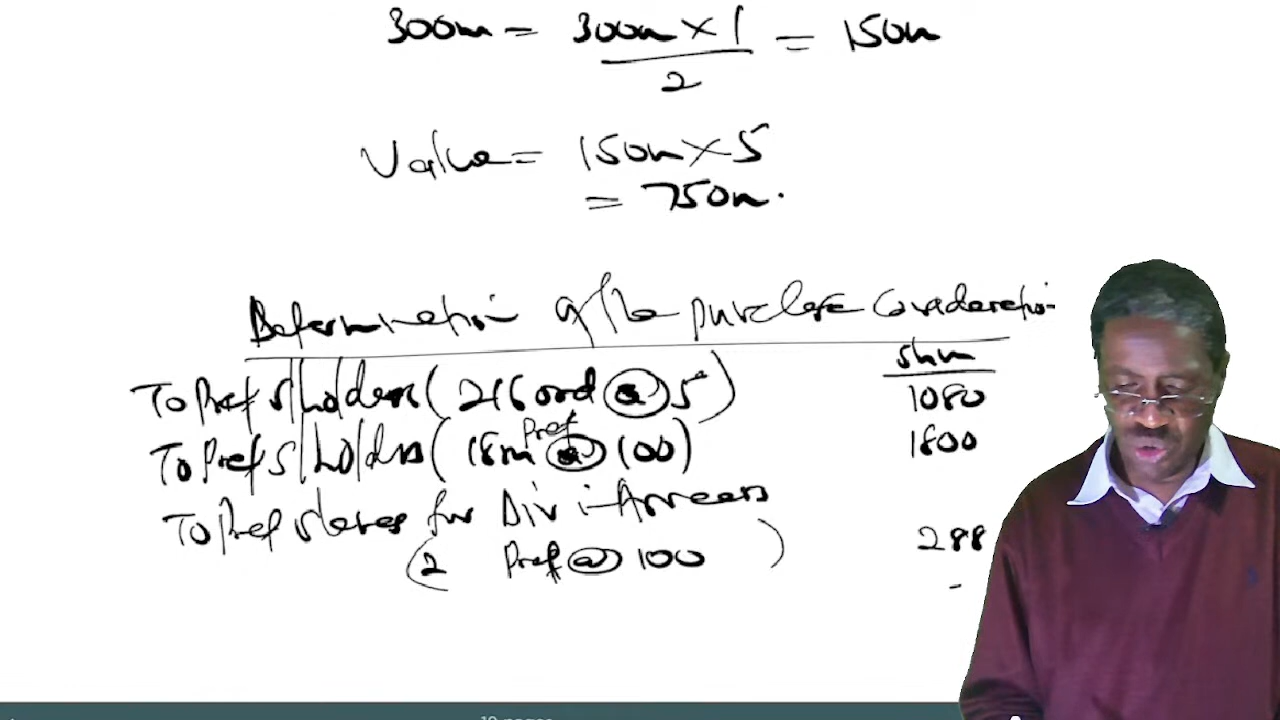 300m = 300m × 1 = 150m
2
Value = 150m × 5
= 750m.
Determination of the purchase consideration
Shm
To Pref s/holders (216 ord @ 5) 1080
To Pref s/holders (18m Pref @ 100) 1800
To Pref shares for Div i Arrears
(2 Pref @ 100 ) 288